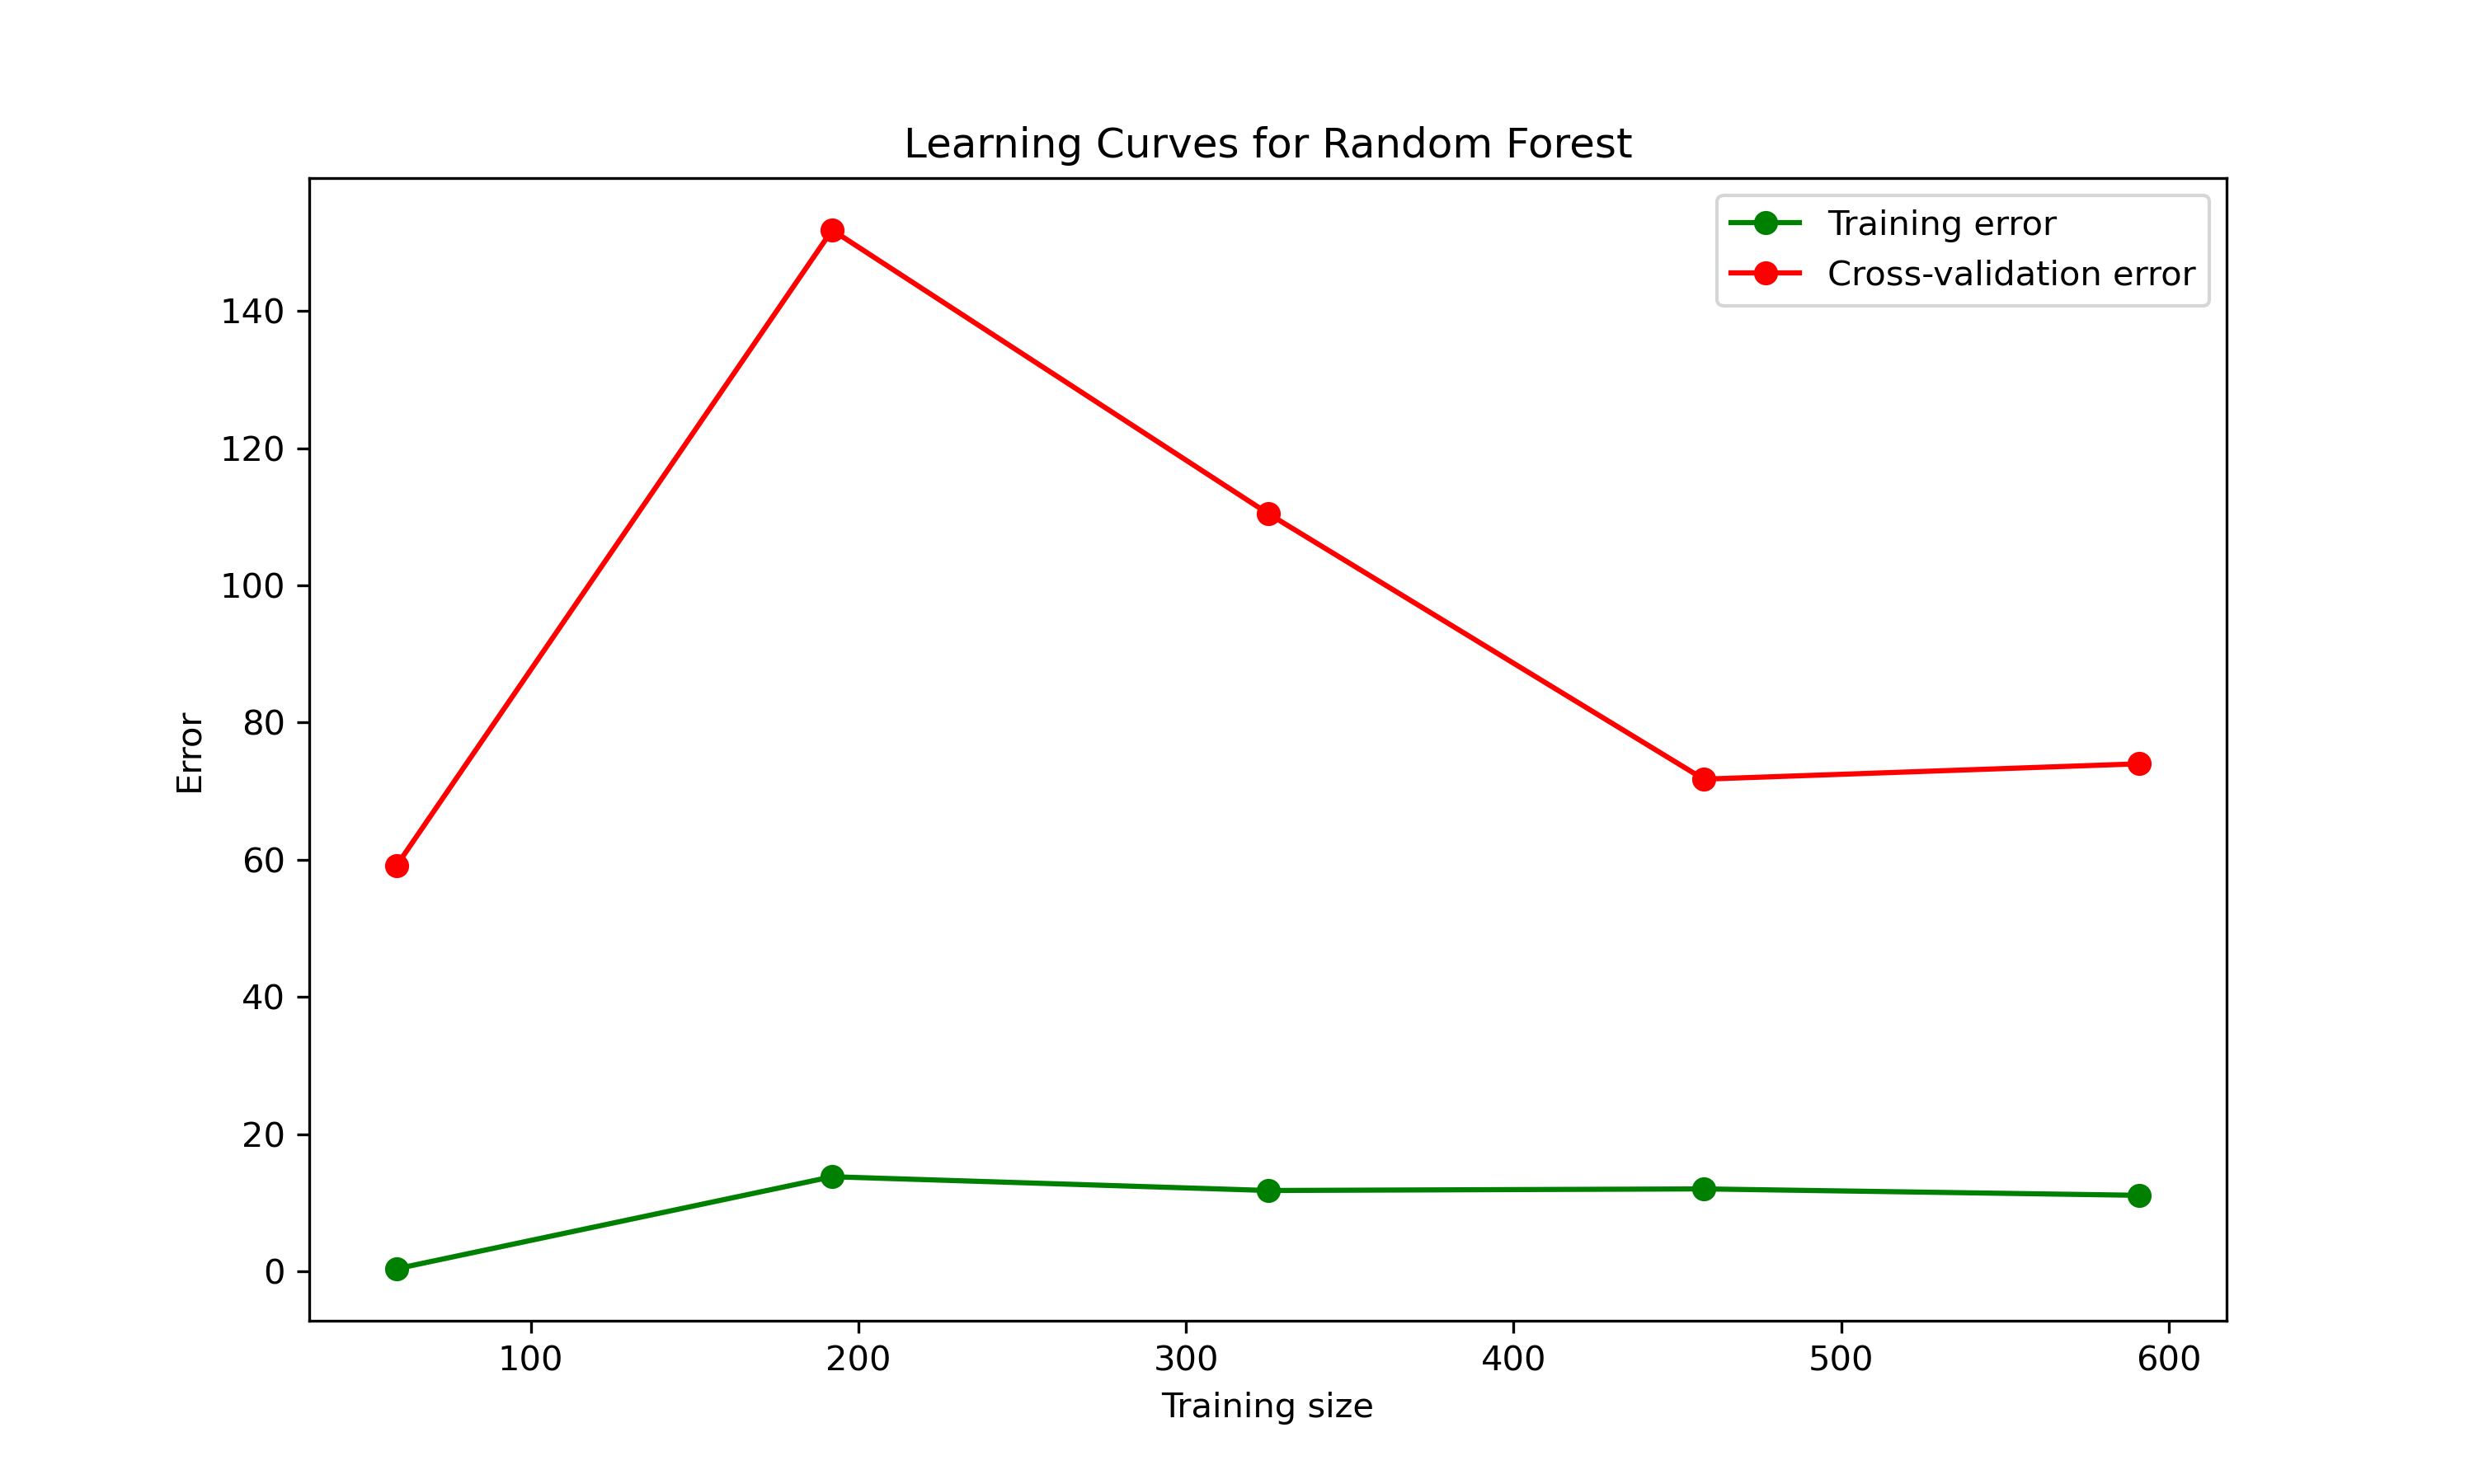 Learning Curves for Random Forest
Training error
Cross-validation error
140
120
100
80
60
40
20
0
Error
100 200 300 400 500 600
Training size